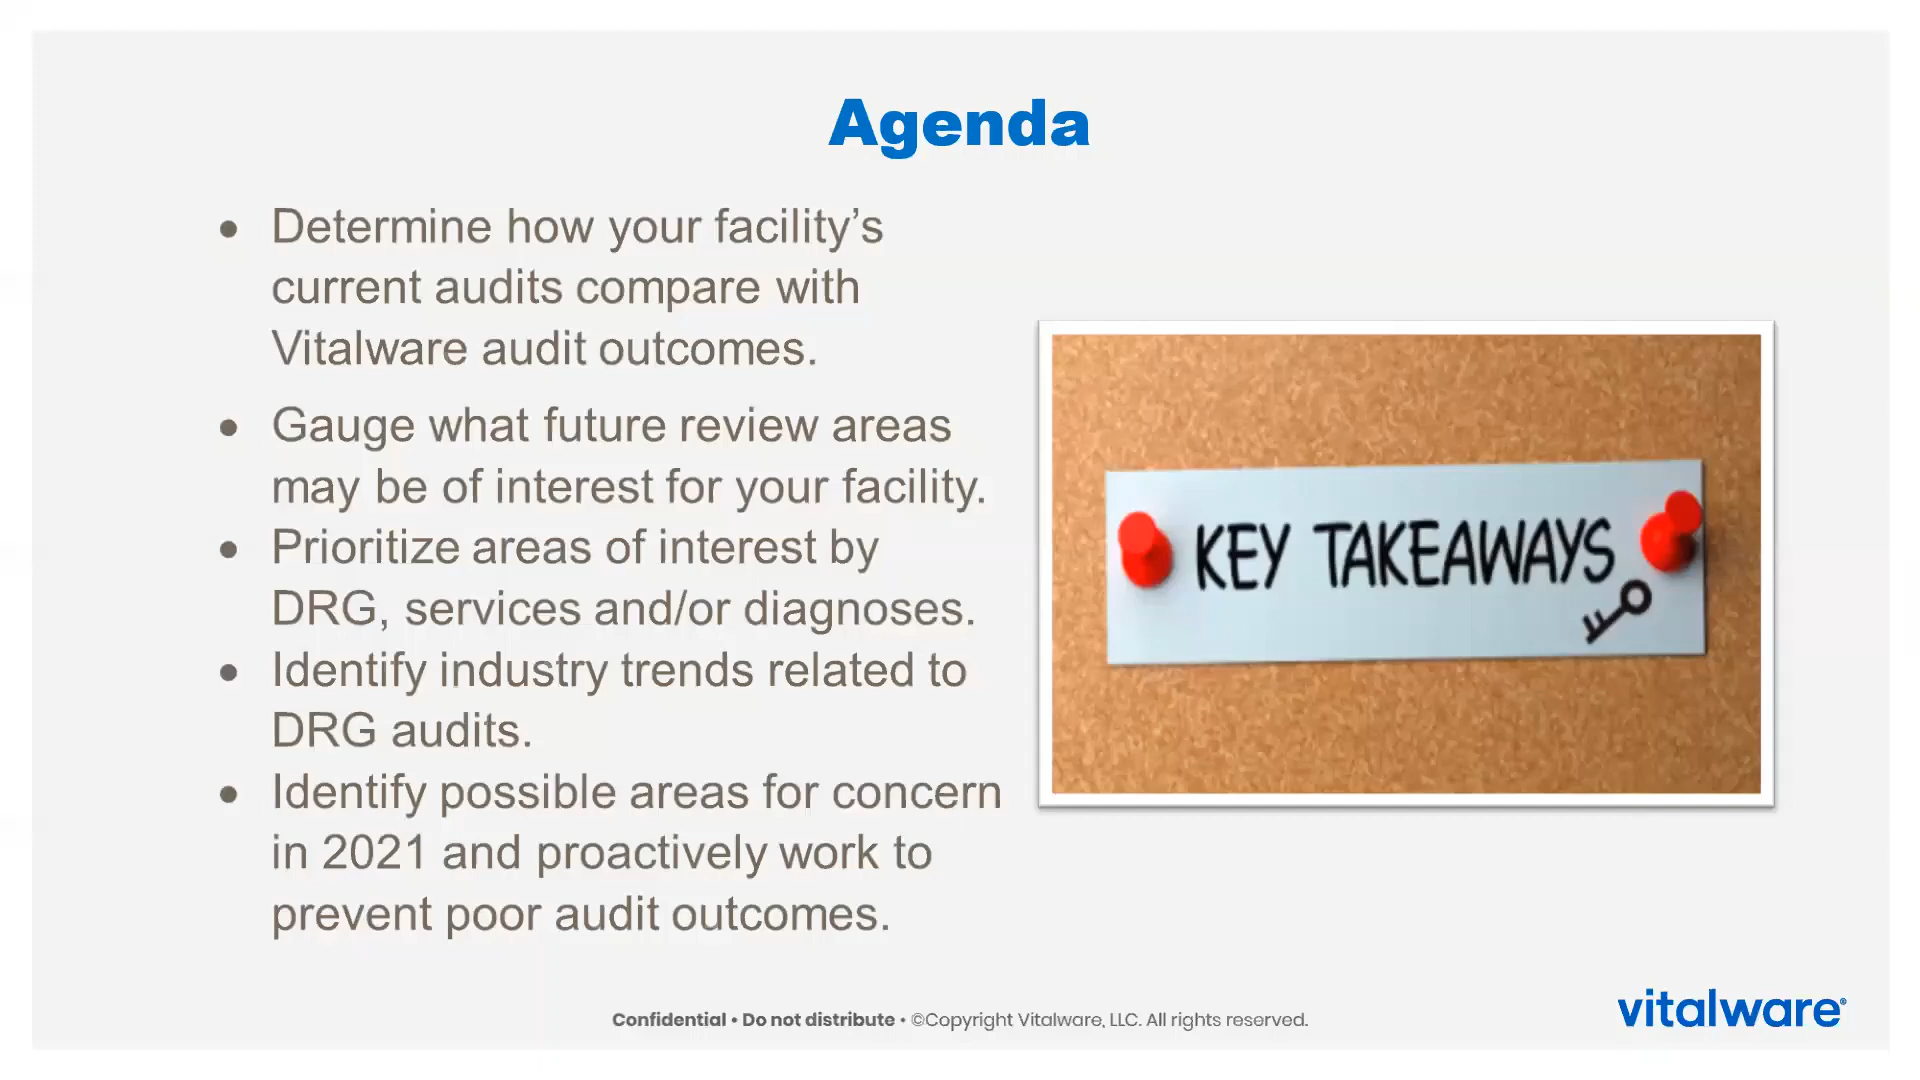 Agenda
• Determine how your facility’s
current audits compare with
Vitalware audit outcomes.
• Gauge what future review areas
may be of interest for your facility.
• Prioritize areas of interest by
DRG, services and/or diagnoses.
• Identify industry trends related to
DRG audits.
• Identify possible areas for concern
in 2021 and proactively work to
prevent poor audit outcomes.
KEY TAKEAWAYS
Confidential • Do not distribute • ©Copyright Vitalware, LLC. All rights reserved.
vitalware®